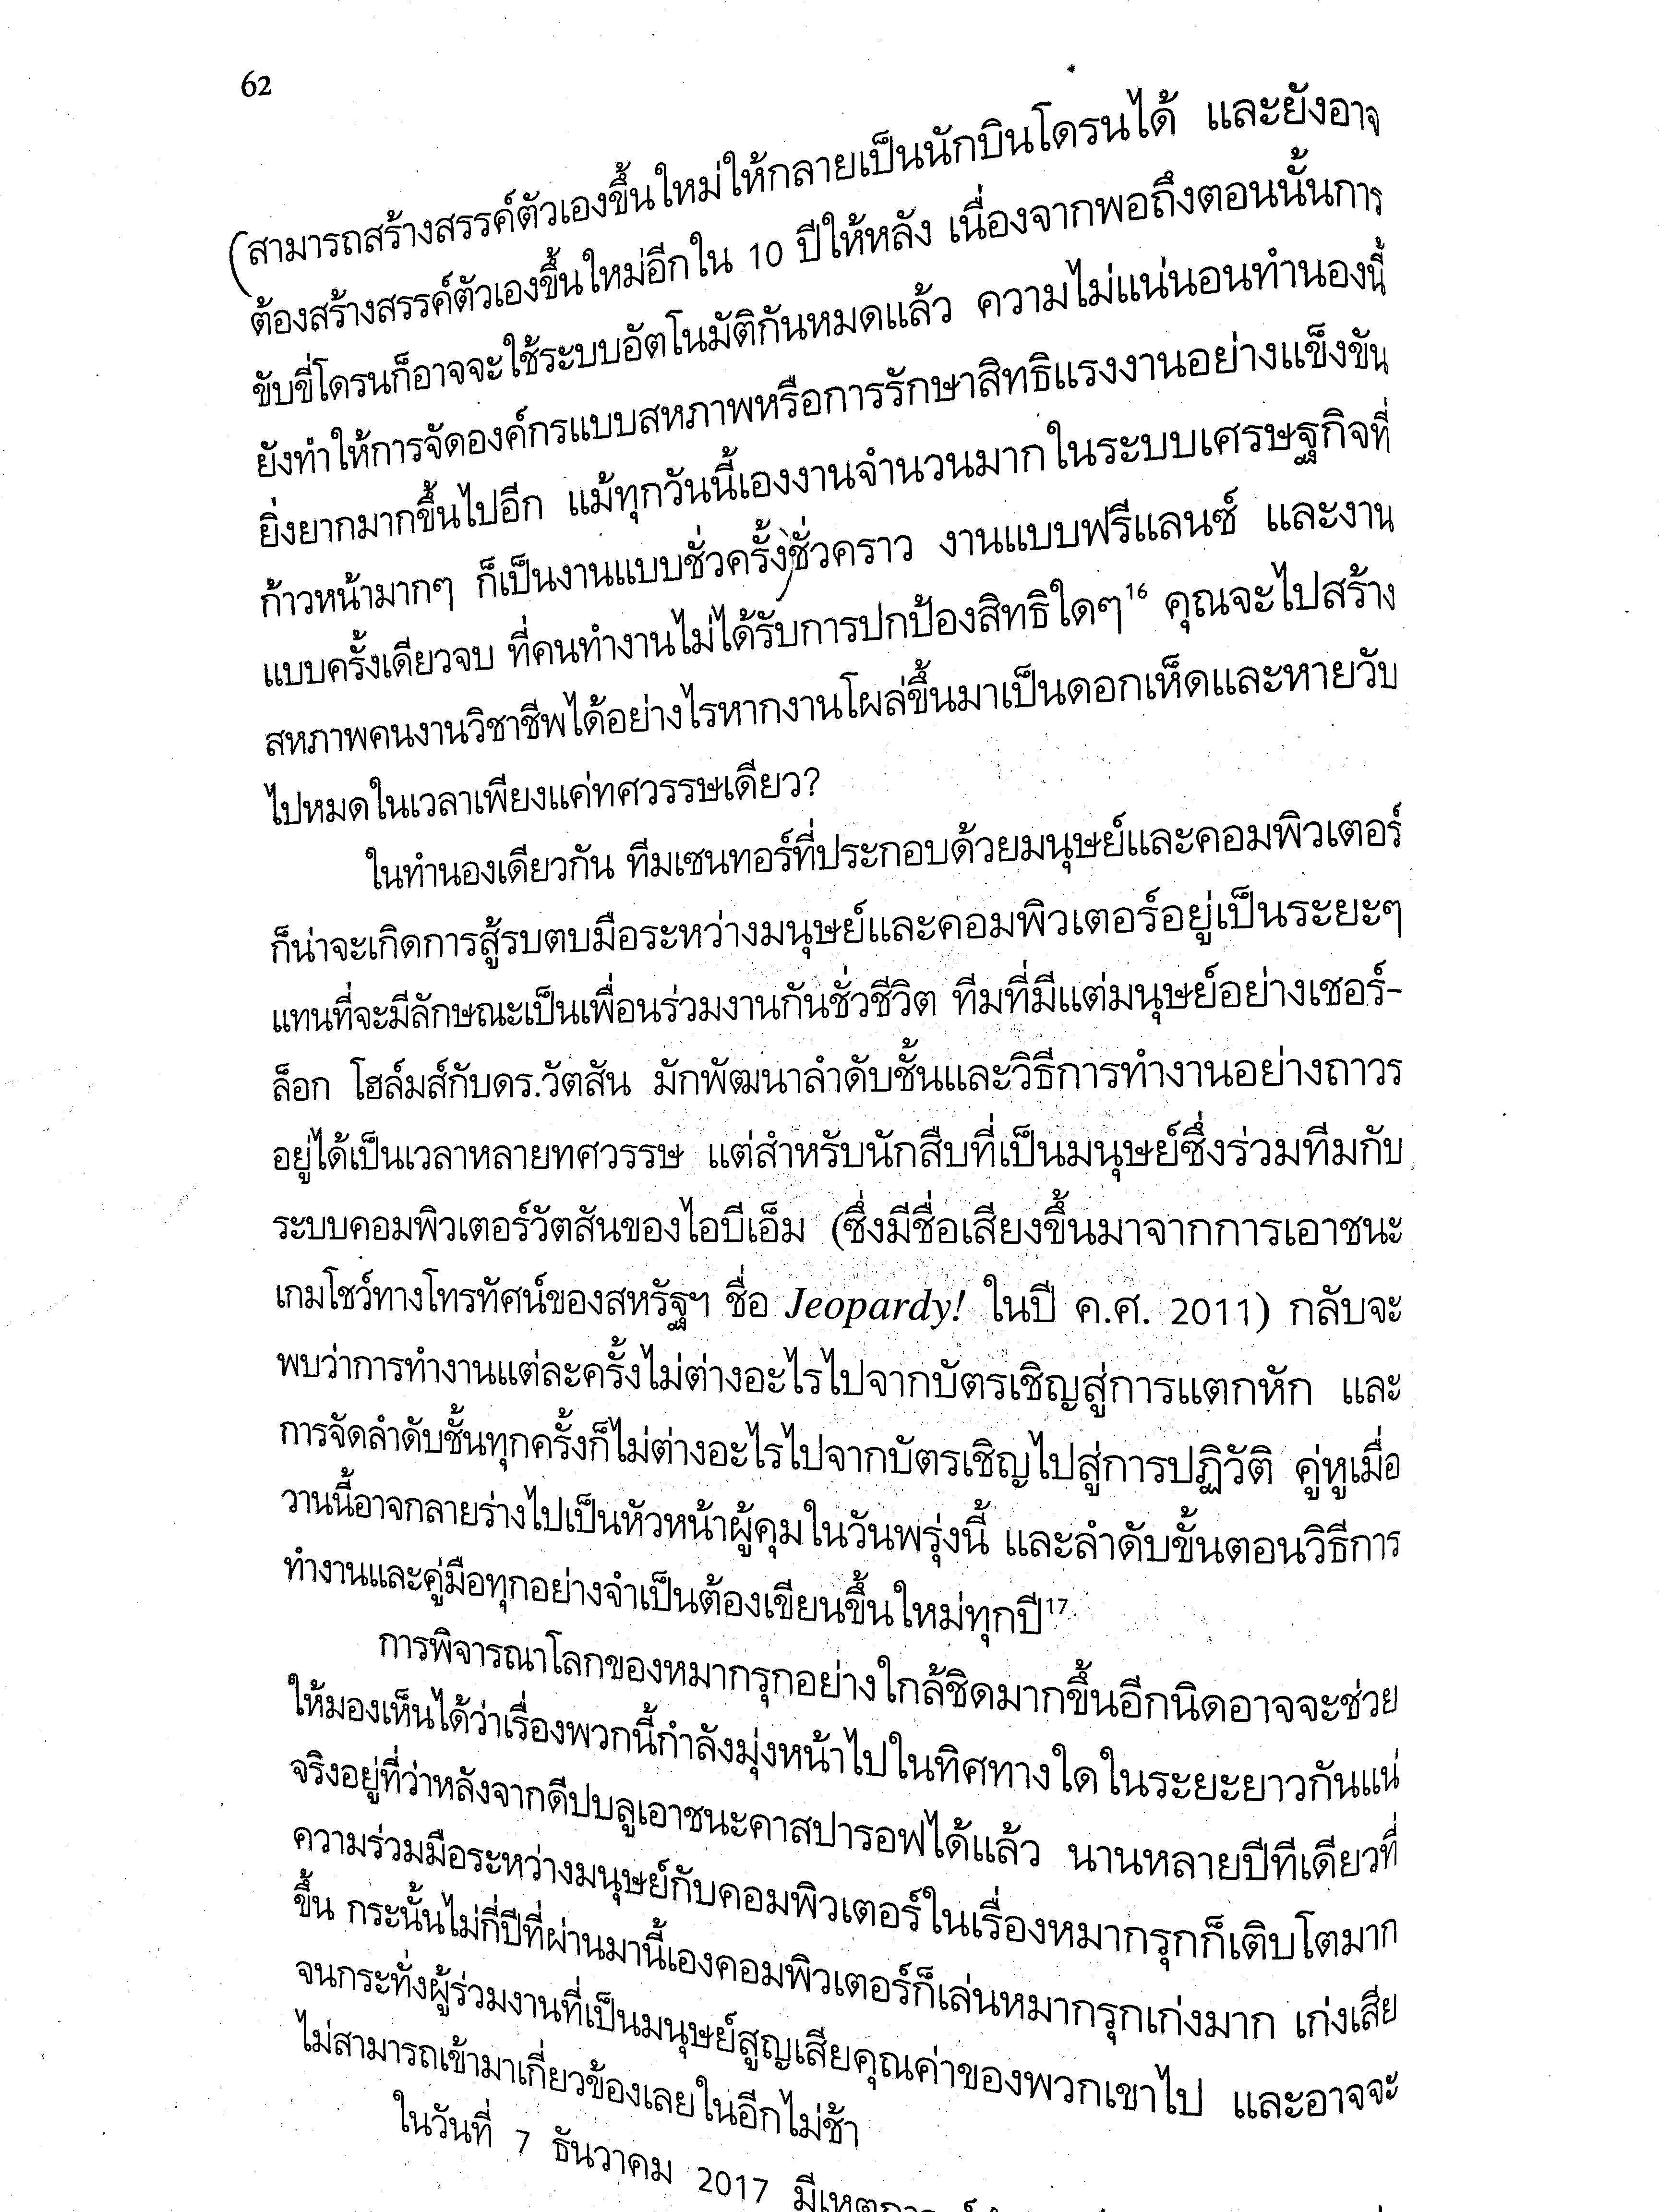 62
สามารถสร้างสรรค์ตัวเองขึ้นใหม่ให้กลายเป็นนักบินโดรนได้ และยังอาจ
ต้องสร้างสรรค์ตัวเองขึ้นใหม่อีกใน 10 ปีให้หลัง เนื่องจากพอถึงตอนนั้นการ
ขับขี่โดรนก็อาจจะใช้ระบบอัตโนมัติกันหมดแล้ว ความไม่แน่นอนทำนองนี้
ยังทำให้การจัดองค์กรแบบสหภาพหรือการรักษาสิทธิแรงงานอย่างแข็งขัน
ยิ่งยากมากขึ้นไปอีก แม้ทุกวันนี้เองงานจำนวนมากในระบบเศรษฐกิจที่
ก้าวหน้ามากๆ ก็เป็นงานแบบชั่วครั้งชั่วคราว งานแบบฟรีแลนซ์ และงาน
แบบครั้งเดียวจบ ที่คนทำงานไม่ได้รับการปกป้องสิทธิใดๆ¹⁶ คุณจะไปสร้าง
สหภาพคนงานวิชาชีพได้อย่างไรหากงานโผล่ขึ้นมาเป็นดอกเห็ดและหายวับ
ไปหมดในเวลาเพียงแค่ทศวรรษเดียว?
ในทำนองเดียวกัน ทีมเซนทอร์ที่ประกอบด้วยมนุษย์และคอมพิวเตอร์
ก็น่าจะเกิดการสู้รบตบมือระหว่างมนุษย์และคอมพิวเตอร์อยู่เป็นระยะๆ
แทนที่จะมีลักษณะเป็นเพื่อนร่วมงานกันชั่วชีวิต ทีมที่มีแต่มนุษย์อย่างเชอร์-
ล็อก โฮล์มส์กับดร.วัตสัน มักพัฒนาลำดับชั้นและวิธีการทำงานอย่างถาวร
อยู่ได้เป็นเวลาหลายทศวรรษ แต่สำหรับนักสืบที่เป็นมนุษย์ซึ่งร่วมทีมกับ
ระบบคอมพิวเตอร์วัตสันของไอบีเอ็ม (ซึ่งมีชื่อเสียงขึ้นมาจากการเอาชนะ
เกมโชว์ทางโทรทัศน์ของสหรัฐฯ ชื่อ Jeopardy! ในปี ค.ศ. 2011) กลับจะ
พบว่าการทำงานแต่ละครั้งไม่ต่างอะไรไปจากบัตรเชิญสู่การแตกหัก และ
การจัดลำดับชั้นทุกครั้งก็ไม่ต่างอะไรไปจากบัตรเชิญไปสู่การปฏิวัติ คู่หูเมื่อ
วานนี้อาจกลายร่างไปเป็นหัวหน้าผู้คุมในวันพรุ่งนี้ และลำดับขั้นตอนวิธีการ
ทำงานและคู่มือทุกอย่างจำเป็นต้องเขียนขึ้นใหม่ทุกปี¹⁷
การพิจารณาโลกของหมากรุกอย่างใกล้ชิดมากขึ้นอีกนิดอาจจะช่วย
ให้มองเห็นได้ว่าเรื่องพวกนี้กำลังมุ่งหน้าไปในทิศทางใดในระยะยาวกันแน่
จริงอยู่ที่ว่าหลังจากดีปบลูเอาชนะคาสปารอฟได้แล้ว นานหลายปีทีเดียวที่
ความร่วมมือระหว่างมนุษย์กับคอมพิวเตอร์ในเรื่องหมากรุกก็เติบโตมาก
ขึ้น กระนั้นไม่กี่ปีที่ผ่านมานี้เองคอมพิวเตอร์ก็เล่นหมากรุกเก่งมาก เก่งเสีย
จนกระทั่งผู้ร่วมงานที่เป็นมนุษย์สูญเสียคุณค่าของพวกเขาไป และอาจจะ
ไม่สามารถเข้ามาเกี่ยวข้องเลยในอีกไม่ช้า
ในวันที่ 7 ธันวาคม 2017